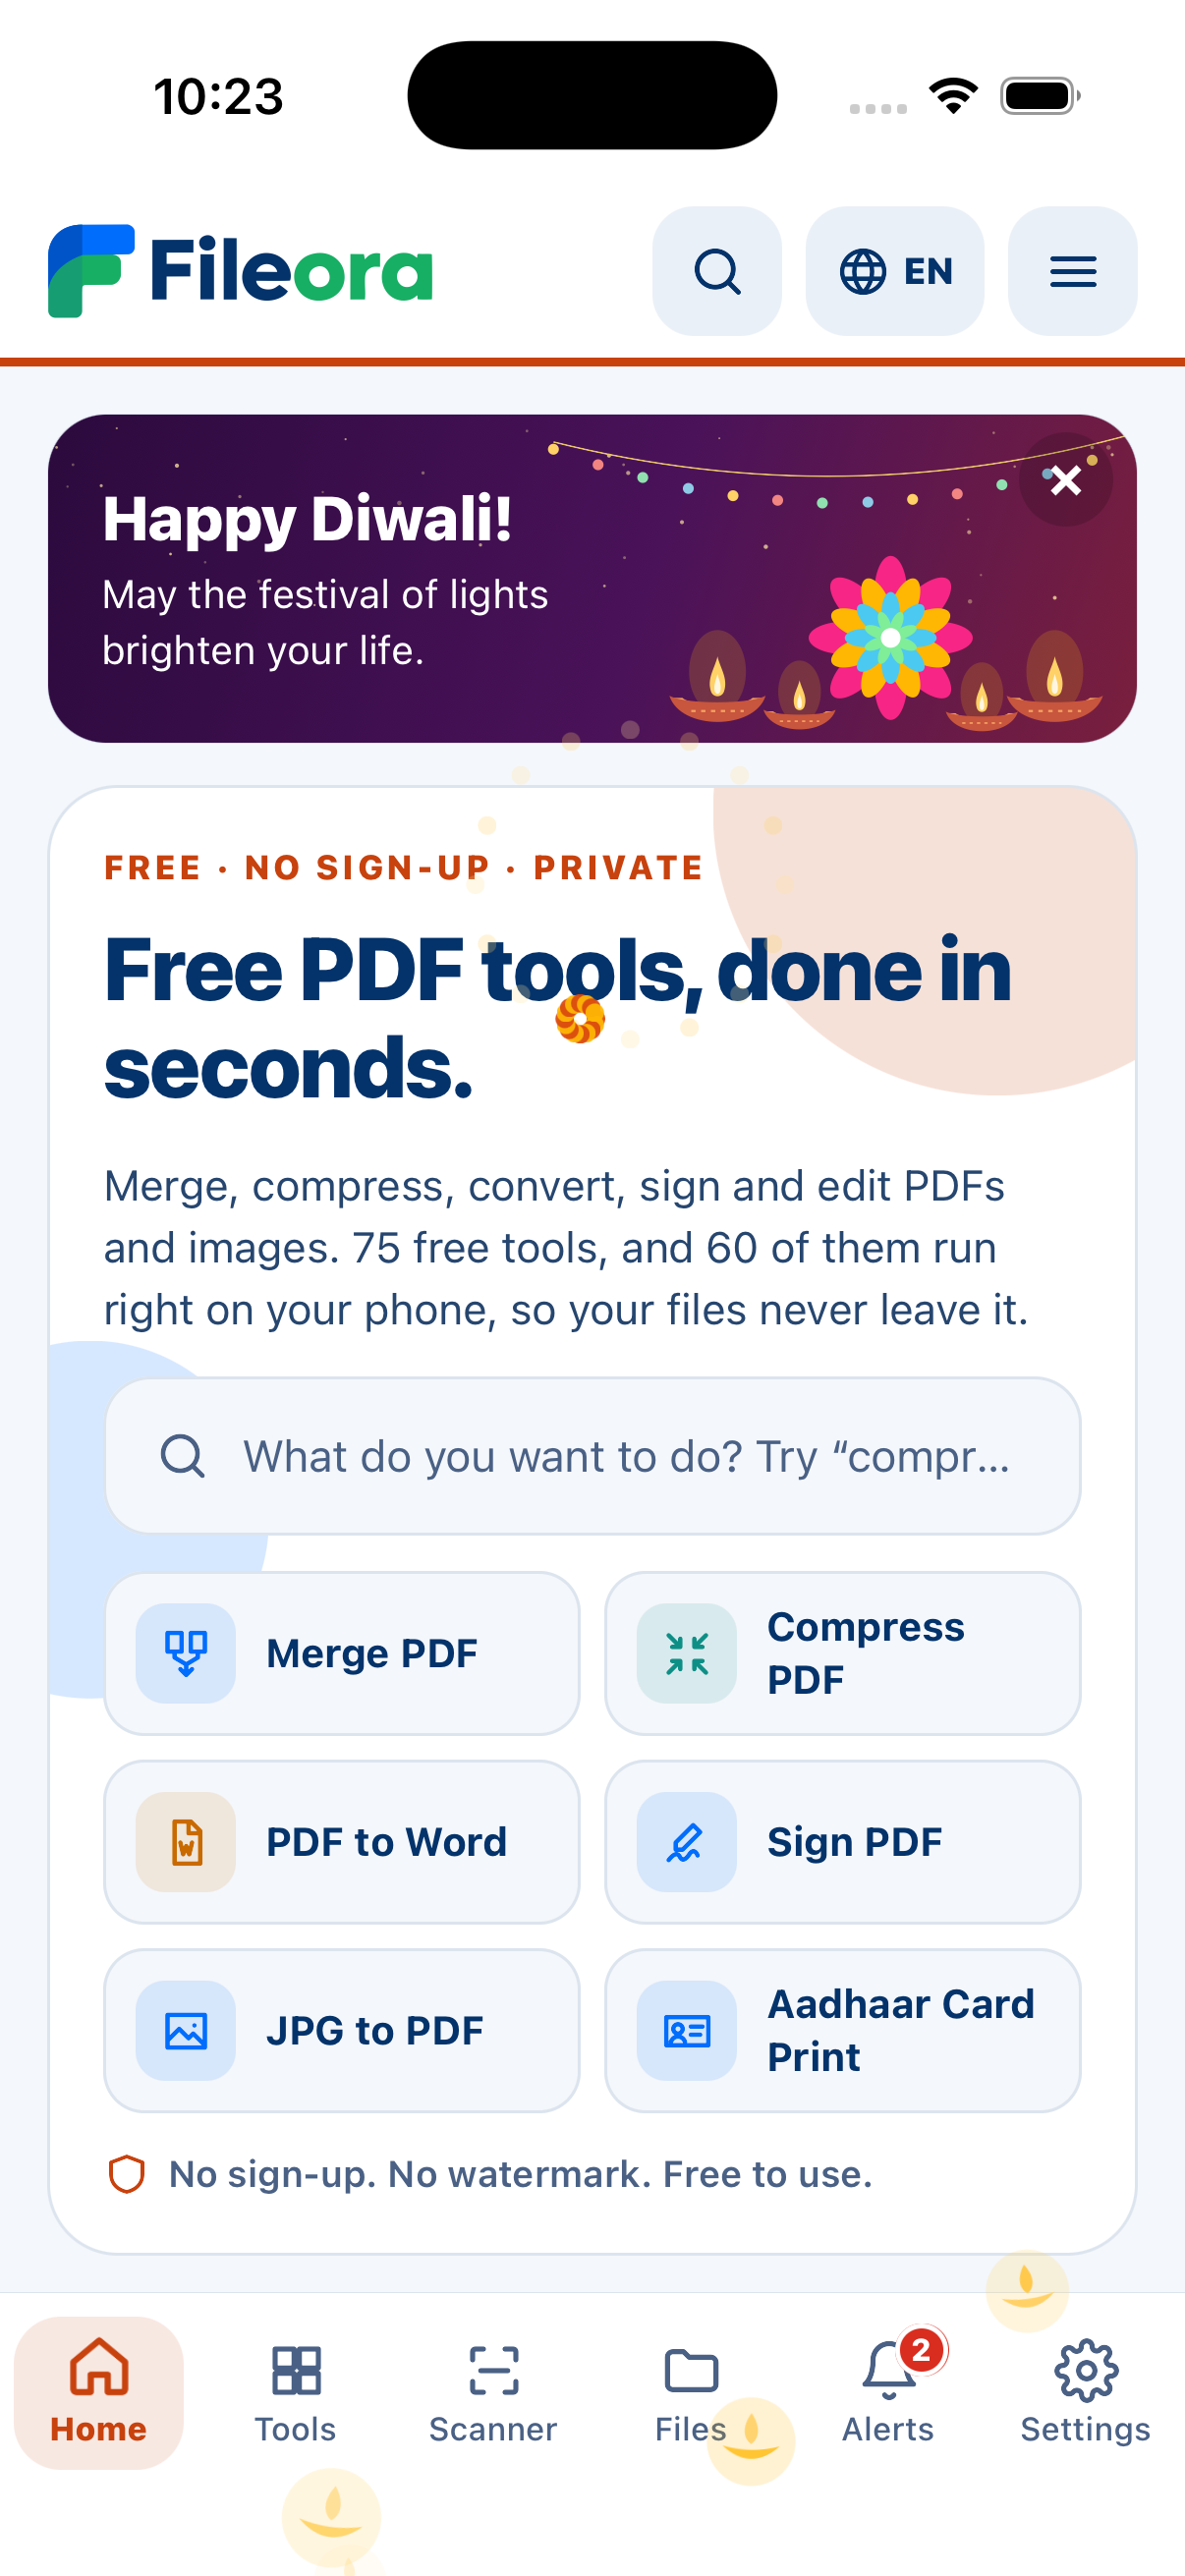 10:23
Fileora
EN
Happy Diwali!
May the festival of lights
brighten your life.
FREE · NO SIGN-UP · PRIVATE
Free PDF tools, done in
seconds.
Merge, compress, convert, sign and edit PDFs
and images. 75 free tools, and 60 of them run
right on your phone, so your files never leave it.
What do you want to do? Try “compr...
Merge PDF
Compress
PDF
PDF to Word
Sign PDF
JPG to PDF
Aadhaar Card
Print
No sign-up. No watermark. Free to use.
2
Home
Tools
Scanner
Files
Alerts
Settings